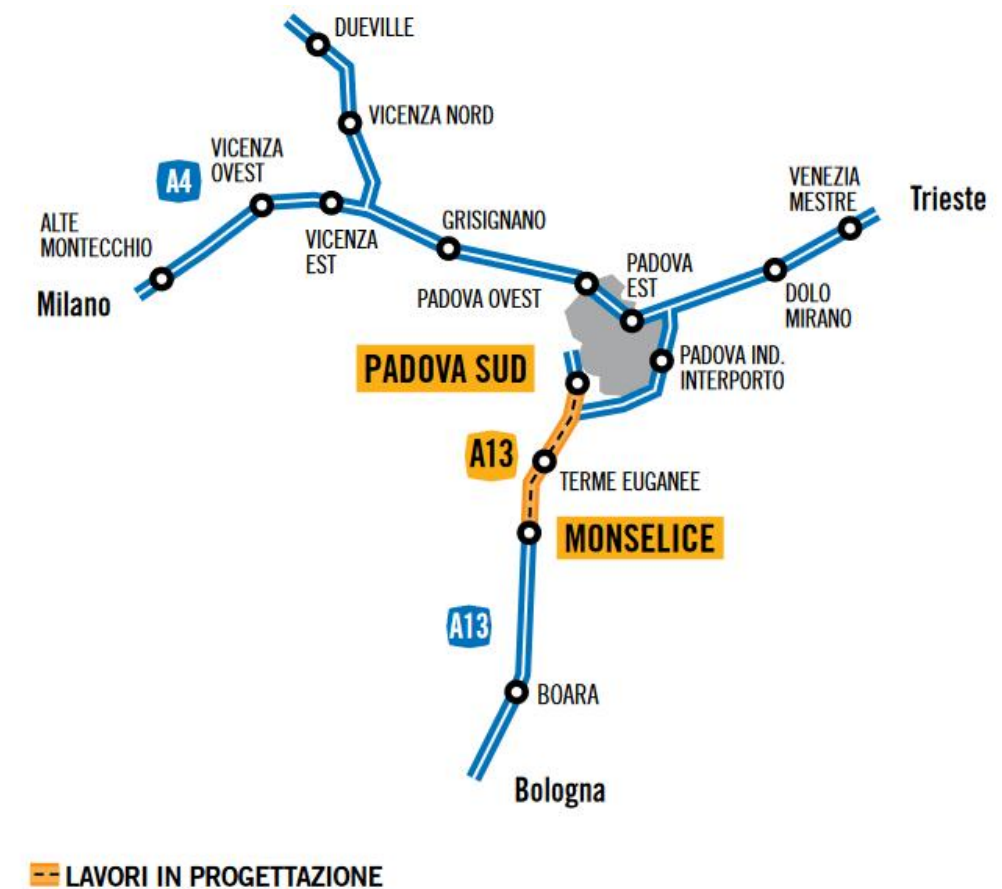 DUEVILLE
VICENZA NORD
VICENZA
OVEST
A4
ALTE
MONTECCHIO
Milano
VICENZA
EST
GRISIGNANO
PADOVA OVEST
PADOVA
EST
VENEZIA
MESTRE
Trieste
DOLO
MIRANO
PADOVA SUD
PADOVA IND.
INTERPORTO
A13
TERME EUGANEE
MONSELICE
A13
BOARA
Bologna
LAVORI IN PROGETTAZIONE